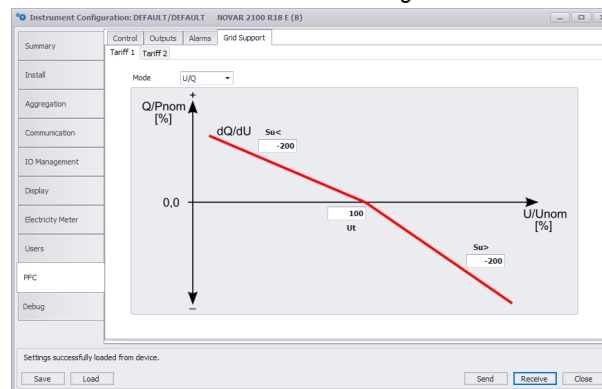 Instrument Configuration: DEFAULT/DEFAULT NOVAR 2100 R18 E (8)
Summary
Install
Aggregation
Communication
IO Management
Display
Electricity Meter
Users
PFC
Debug
Control Outputs Alarms Grid Support
Tariff 1 Tariff 2
Mode U/Q
+
Q/Pnom
[%]
dQ/dU Su<
-200
0,0
100
Ut
U/Unom
[%]
Su>
-200
–
Settings successfully loaded from device.
Save Load Send Receive Close